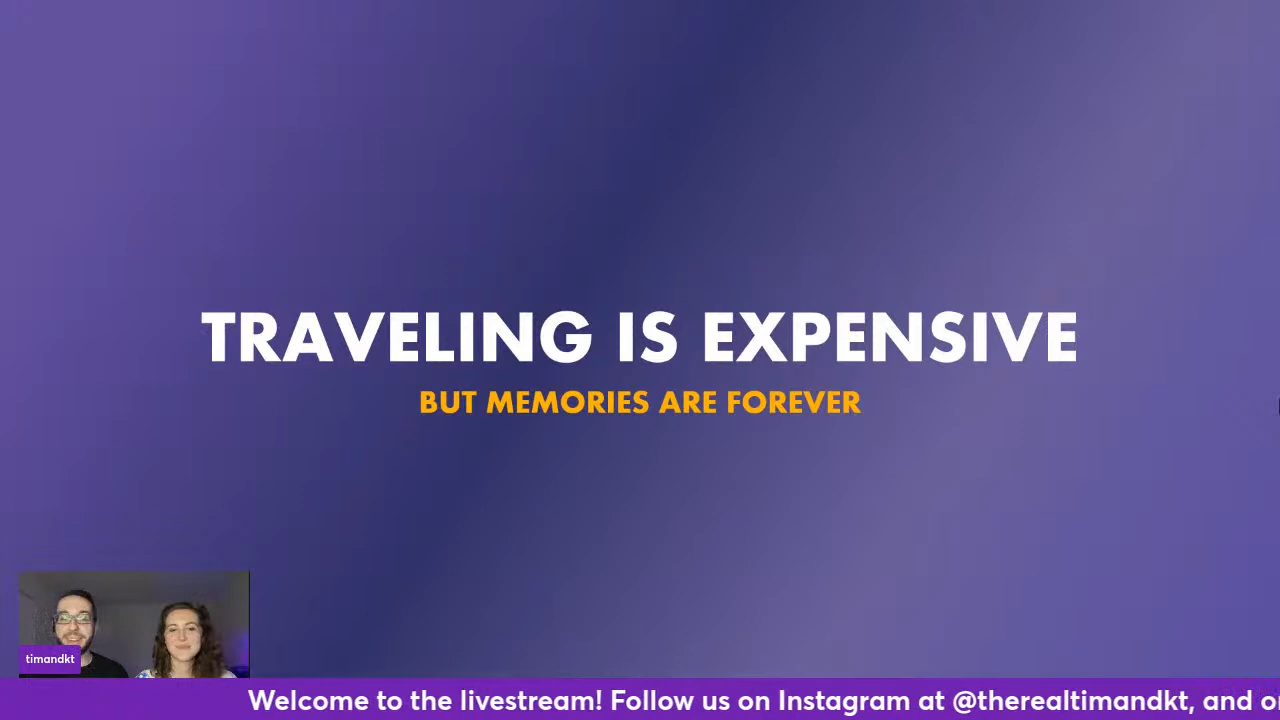 TRAVELING IS EXPENSIVE
BUT MEMORIES ARE FOREVER
timandkt
Welcome to the livestream! Follow us on Instagram at @therealtimandkt, and